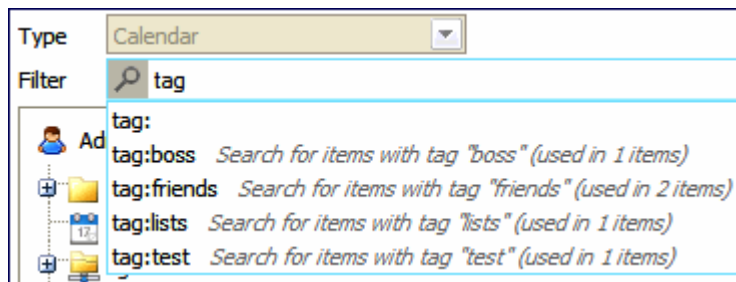 Type Calendar
Filter tag
tag:
Ad
tag:boss Search for items with tag "boss" (used in 1 items)
tag:friends Search for items with tag "friends" (used in 2 items)
tag:lists Search for items with tag "lists" (used in 1 items)
tag:test Search for items with tag "test" (used in 1 items)